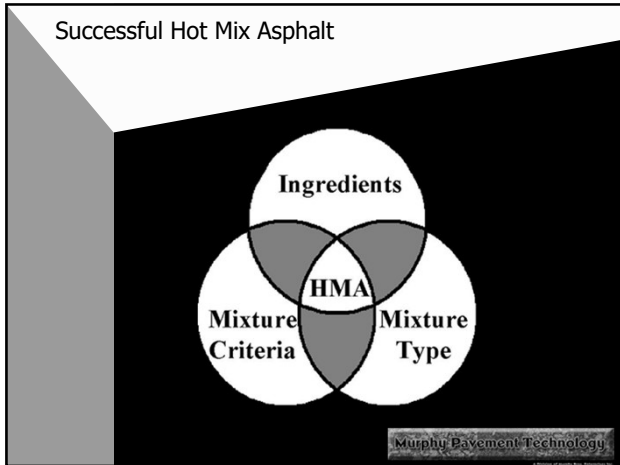 Successful Hot Mix Asphalt
Ingredients
HMA
Mixture
Criteria
Mixture
Type
Murphy Pavement Technology